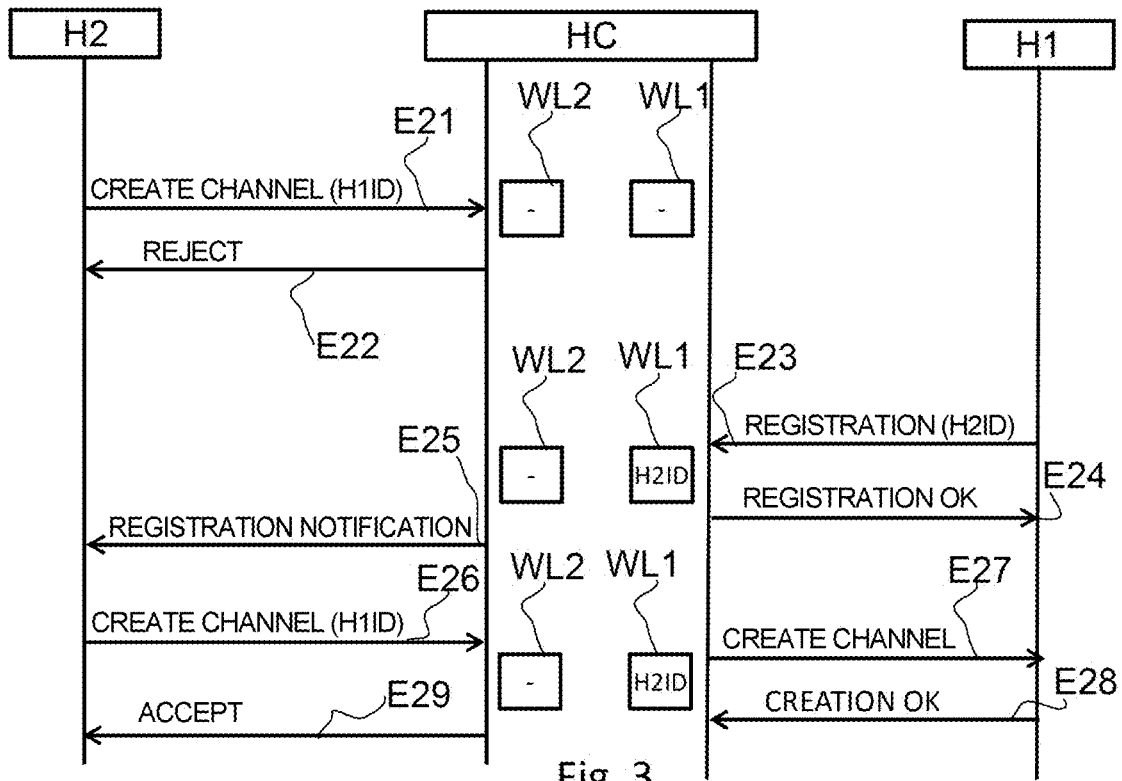 H2 HC H1
WL2 WL1
E21
CREATE CHANNEL (H1ID)
- -
REJECT
E22
WL2 WL1 E23
REGISTRATION (H2ID)
E25
- H2ID
E24
REGISTRATION OK
REGISTRATION NOTIFICATION
E26 WL2 WL1 E27
CREATE CHANNEL (H1ID)
CREATE CHANNEL
- H2ID
E29 E28
ACCEPT
CREATION OK
Fig. 3